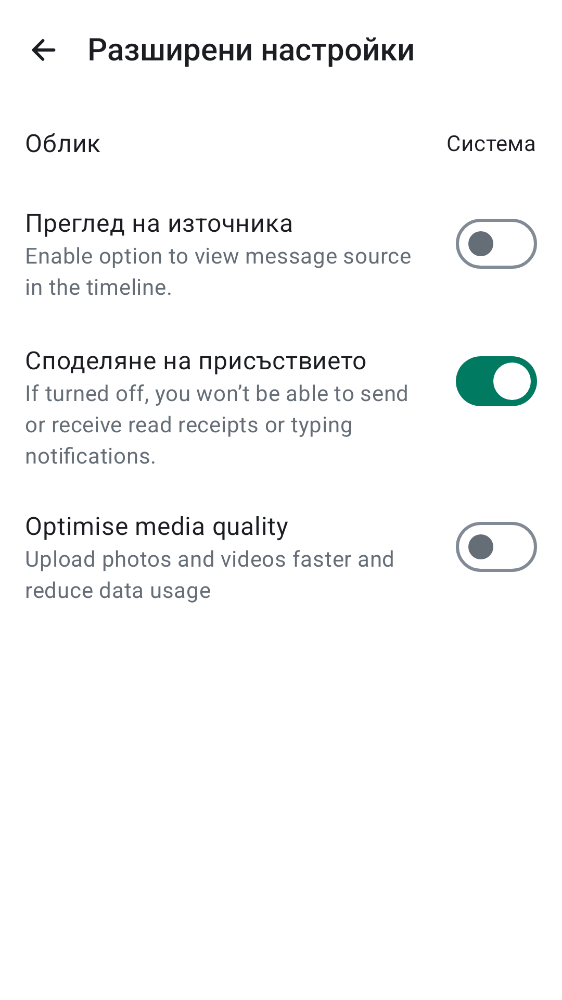 Разширени настройки
Облик
Система
Преглед на източника
Enable option to view message source
in the timeline.
Споделяне на присъствието
If turned off, you won’t be able to send
or receive read receipts or typing
notifications.
Optimise media quality
Upload photos and videos faster and
reduce data usage